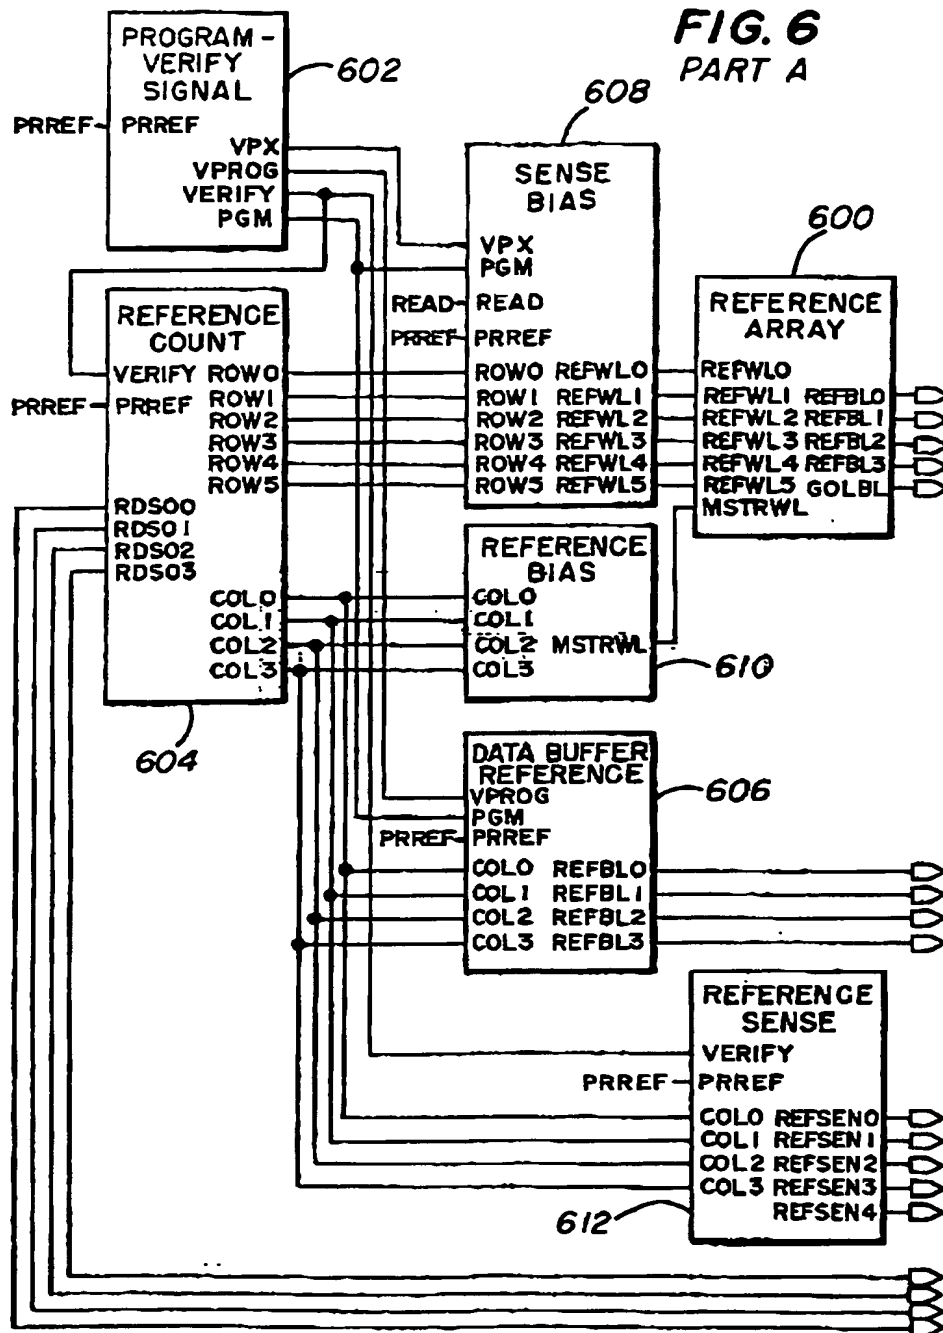 FIG. 6
PART A
PROGRAM-
VERIFY
SIGNAL
602
PRREF PRREF
VPX
VPROG
VERIFY
PGM
608
SENSE
BIAS
VPX
PGM
READ READ
PRREF PRREF
ROW0 REFWL0
ROW1 REFWL1
ROW2 REFWL2
ROW3 REFWL3
ROW4 REFWL4
ROW5 REFWL5
600
REFERENCE
ARRAY
REFWL0
REFWL1 REFBL0
REFWL2 REFBL1
REFWL3 REFBL2
REFWL4 REFBL3
REFWL5 GOLBL
MSTRWL
REFERENCE
COUNT
VERIFY ROW0
PRREF PRREF ROW1
ROW2
ROW3
ROW4
ROW5
RDS00
RDS01
RDS02
RDS03
COL0
COL1
COL2
COL3
604
REFERENCE
BIAS
COL0
COL1
COL2 MSTRWL
COL3
610
DATA BUFFER
REFERENCE
606
VPROG
PGM
PRREF PRREF
COL0 REFBL0
COL1 REFBL1
COL2 REFBL2
COL3 REFBL3
REFERENCE
SENSE
VERIFY
PRREF PRREF
COL0 REFSEN0
COL1 REFSEN1
COL2 REFSEN2
COL3 REFSEN3
REFSEN4
612